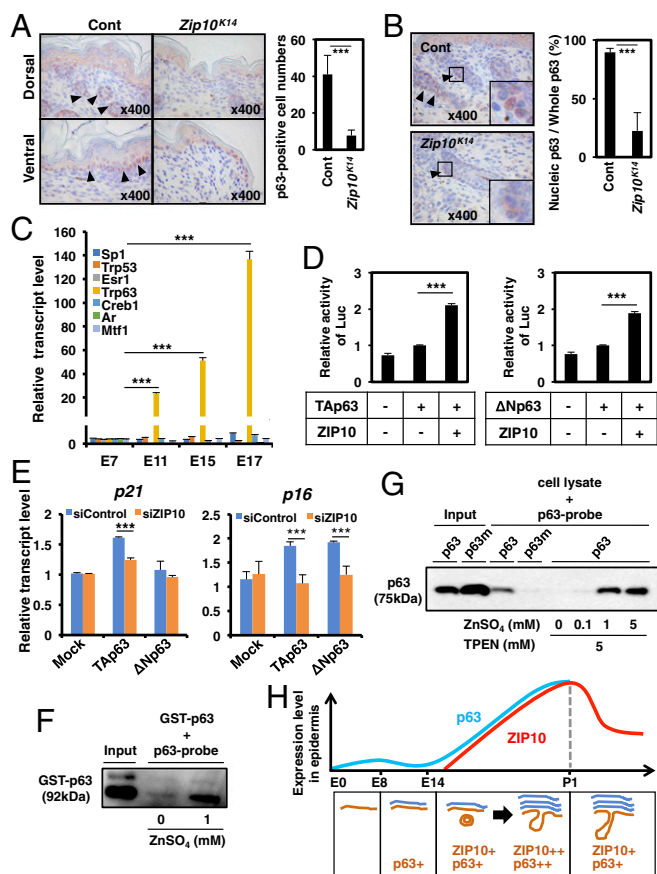 A
Cont
Zip10K14
Dorsal
x400
x400
Ventral
x400
x400
p63-positive cell numbers
60
40
20
0
***
Cont
Zip10K14
B
Cont
x400
Zip10K14
x400
Nucleic p63 / Whole p63 (%)
100
50
0
***
Cont
Zip10K14
C
Relative transcript level
160
140
120
100
80
60
40
20
0
Sp1
Trp53
Esr1
Trp63
Creb1
Ar
Mtf1
***
***
***
E7 E11 E15 E17
D
Relative activity
of Luc
3
2
1
0
***
TAp63 - + +
ZIP10 - - +
Relative activity
of Luc
3
2
1
0
***
ΔNp63 - + +
ZIP10 - - +
E
Relative transcript level
p21
siControl siZIP10
2
1.5
1
0.5
***
Mock TAp63 ΔNp63
p16
siControl siZIP10
2
1.5
1
0.5
0
*** ***
Mock TAp63 ΔNp63
F
GST-p63
+
p63-probe
Input
GST-p63
(92kDa)
0 1
ZnSO4 (mM)
G
cell lysate
+
p63-probe
Input
p63 p63m p63 p63m p63
p63
(75kDa)
ZnSO4 (mM) 0 0.1 1 5
TPEN (mM) 5
H
Expression level
in epidermis
p63
ZIP10
E0 E8 E14 P1
p63+
ZIP10+
p63+
ZIP10++
p63++
ZIP10+
p63+